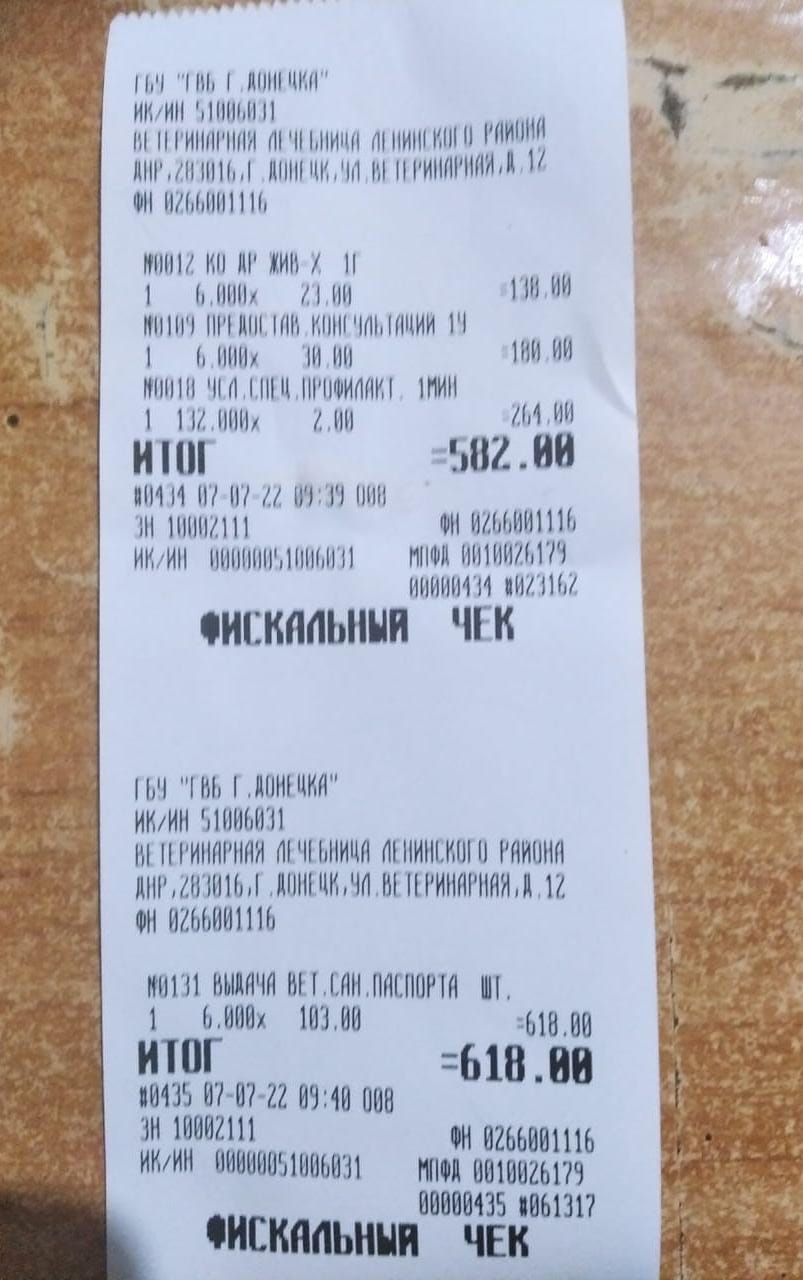 ГБУ "ГВБ Г.ДОНЕЦКА"
ИК/ИН 51006031
ВЕТЕРИНАРНАЯ ЛЕЧЕБНИЦА ЛЕНИНСКОГО РАЙОНА
ДНР,283016,Г.ДОНЕЦК,УЛ.ВЕТЕРИНАРНАЯ,Д.12
ФН 0266001116
№0012 КО ДР ЖИВ-Х 1Г
1 6.000x 23.00 =138.00
№0109 ПРЕДОСТАВ.КОНСУЛЬТАЦИЙ 1У
1 6.000x 30.00 =180.00
№0018 УСЛ.СПЕЦ.ПРОФИЛАКТ. 1МИН
1 132.000x 2.00 =264.00
ИТОГ =582.00
#0434 07-07-22 09:39 O08
ЗН 10002111 ФН 0266001116
ИК/ИН 00000051006031 МПФД 0010026179
00000434 #023162
ФИСКАЛЬНЫЙ ЧЕК
ГБУ "ГВБ Г.ДОНЕЦКА"
ИК/ИН 51006031
ВЕТЕРИНАРНАЯ ЛЕЧЕБНИЦА ЛЕНИНСКОГО РАЙОНА
ДНР,283016,Г.ДОНЕЦК,УЛ.ВЕТЕРИНАРНАЯ,Д.12
ФН 0266001116
№0131 ВЫДАЧА ВЕТ.САН.ПАСПОРТА ШТ.
1 6.000x 103.00 =618.00
ИТОГ =618.00
#0435 07-07-22 09:40 O08
ЗН 10002111 ФН 0266001116
ИК/ИН 00000051006031 МПФД 0010026179
00000435 #061317
ФИСКАЛЬНЫЙ ЧЕК